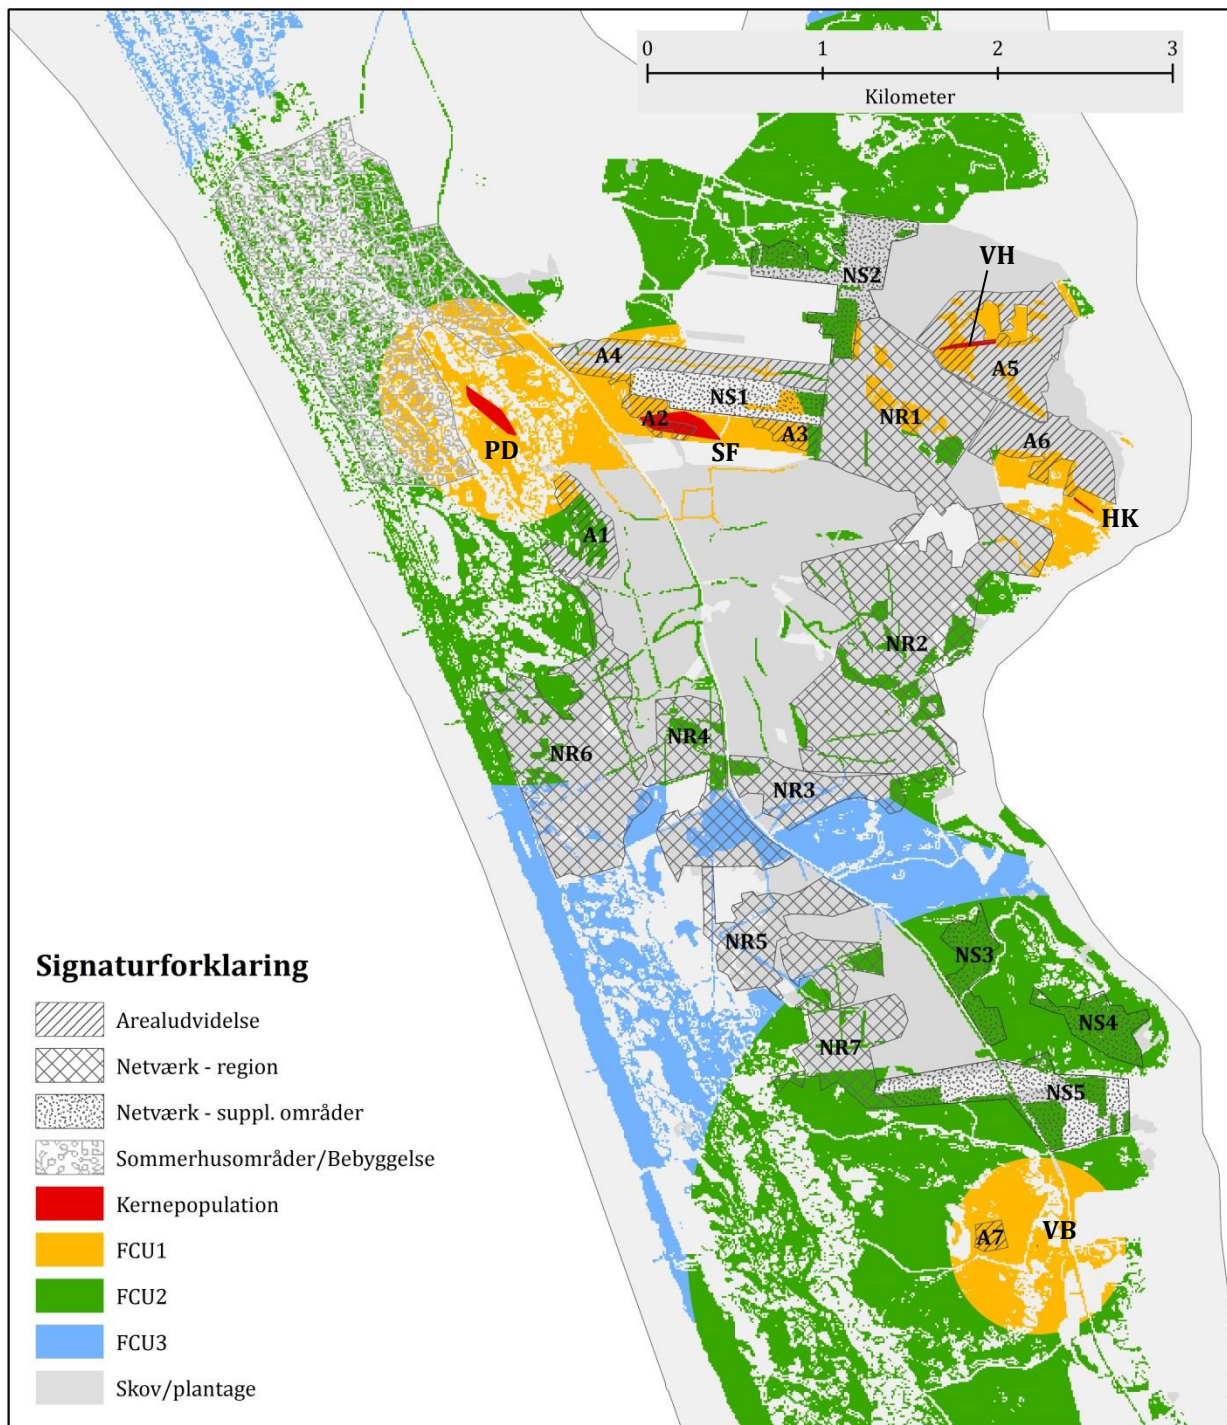 0 1 2 3
Kilometer
VH
NS2
A4
A5
NS1
NR1
A2
A3
A6
PD
SF
HK
A1
NR2
NR4
NR6
NR3
NR5
NS3
NS4
NR7
NS5
A7
VB
Signaturforklaring
Arealudvidelse
Netværk - region
Netværk - suppl. områder
Sommerhusområder/Bebyggelse
Kernepopulation
FCU1
FCU2
FCU3
Skov/plantage